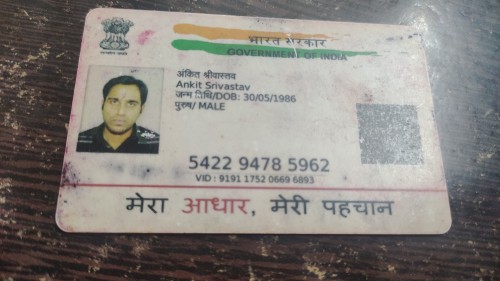 भारत सरकार
GOVERNMENT OF INDIA
अंकित श्रीवास्तव
Ankit Srivastav
जन्म तिथि/DOB: 30/05/1986
पुरुष/ MALE
5422 9478 5962
VID : 9191 1752 0669 6893
मेरा आधार, मेरी पहचान